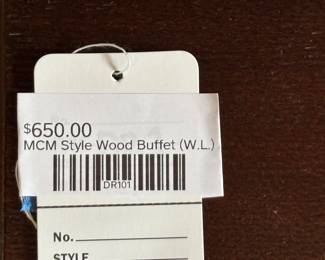 $650.00
MCM Style Wood Buffet (W.L.)
DR101
No.
STYLE